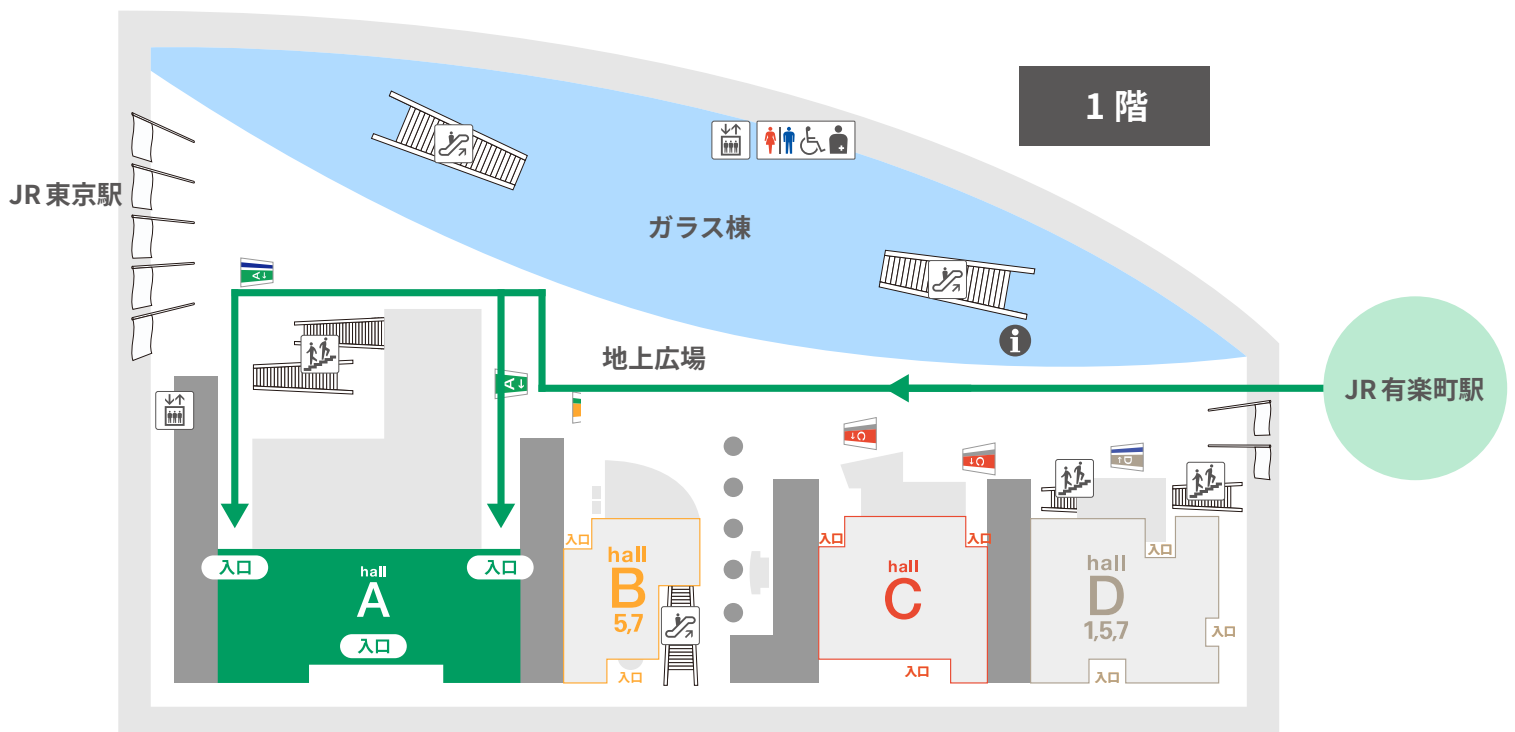 1階
JR東京駅
ガラス棟
A↓
地上広場
A↓
JR有楽町駅
C↓
C↓
D↓
入口
入口
hall
A
入口
入口
hall
B
5,7
入口
入口
入口
hall
C
入口
入口
hall
D
1,5,7
入口
入口